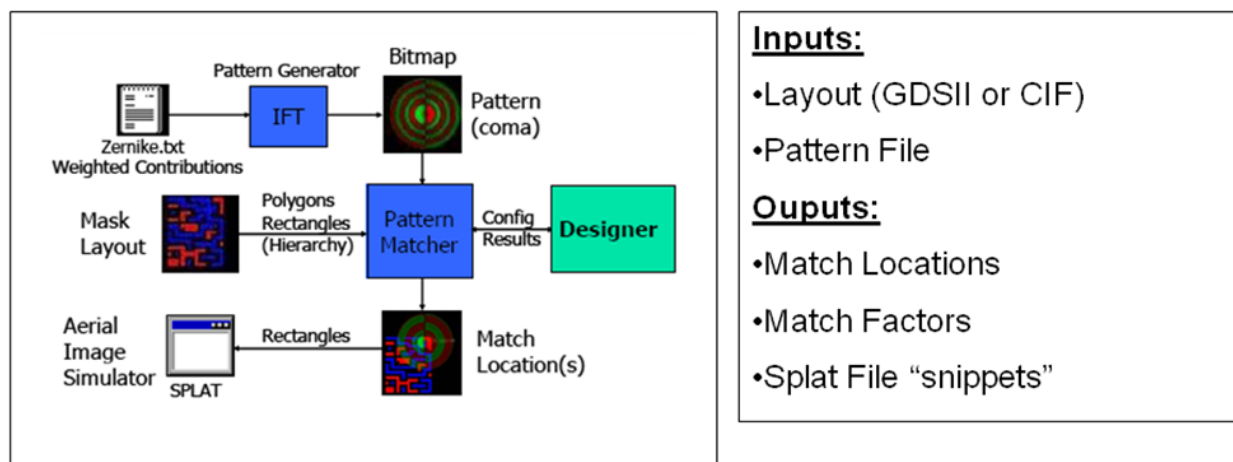 Pattern Generator
IFT
Bitmap
Pattern
(coma)
Zernike.txt
Weighted Contributions
Mask
Layout
Polygons
Rectangles
(Hierarchy)
Pattern
Matcher
Config
Results
Designer
Aerial
Image
Simulator
SPLAT
Rectangles
Match
Location(s)
Inputs:
•Layout (GDSII or CIF)
•Pattern File
Ouputs:
•Match Locations
•Match Factors
•Splat File “snippets”